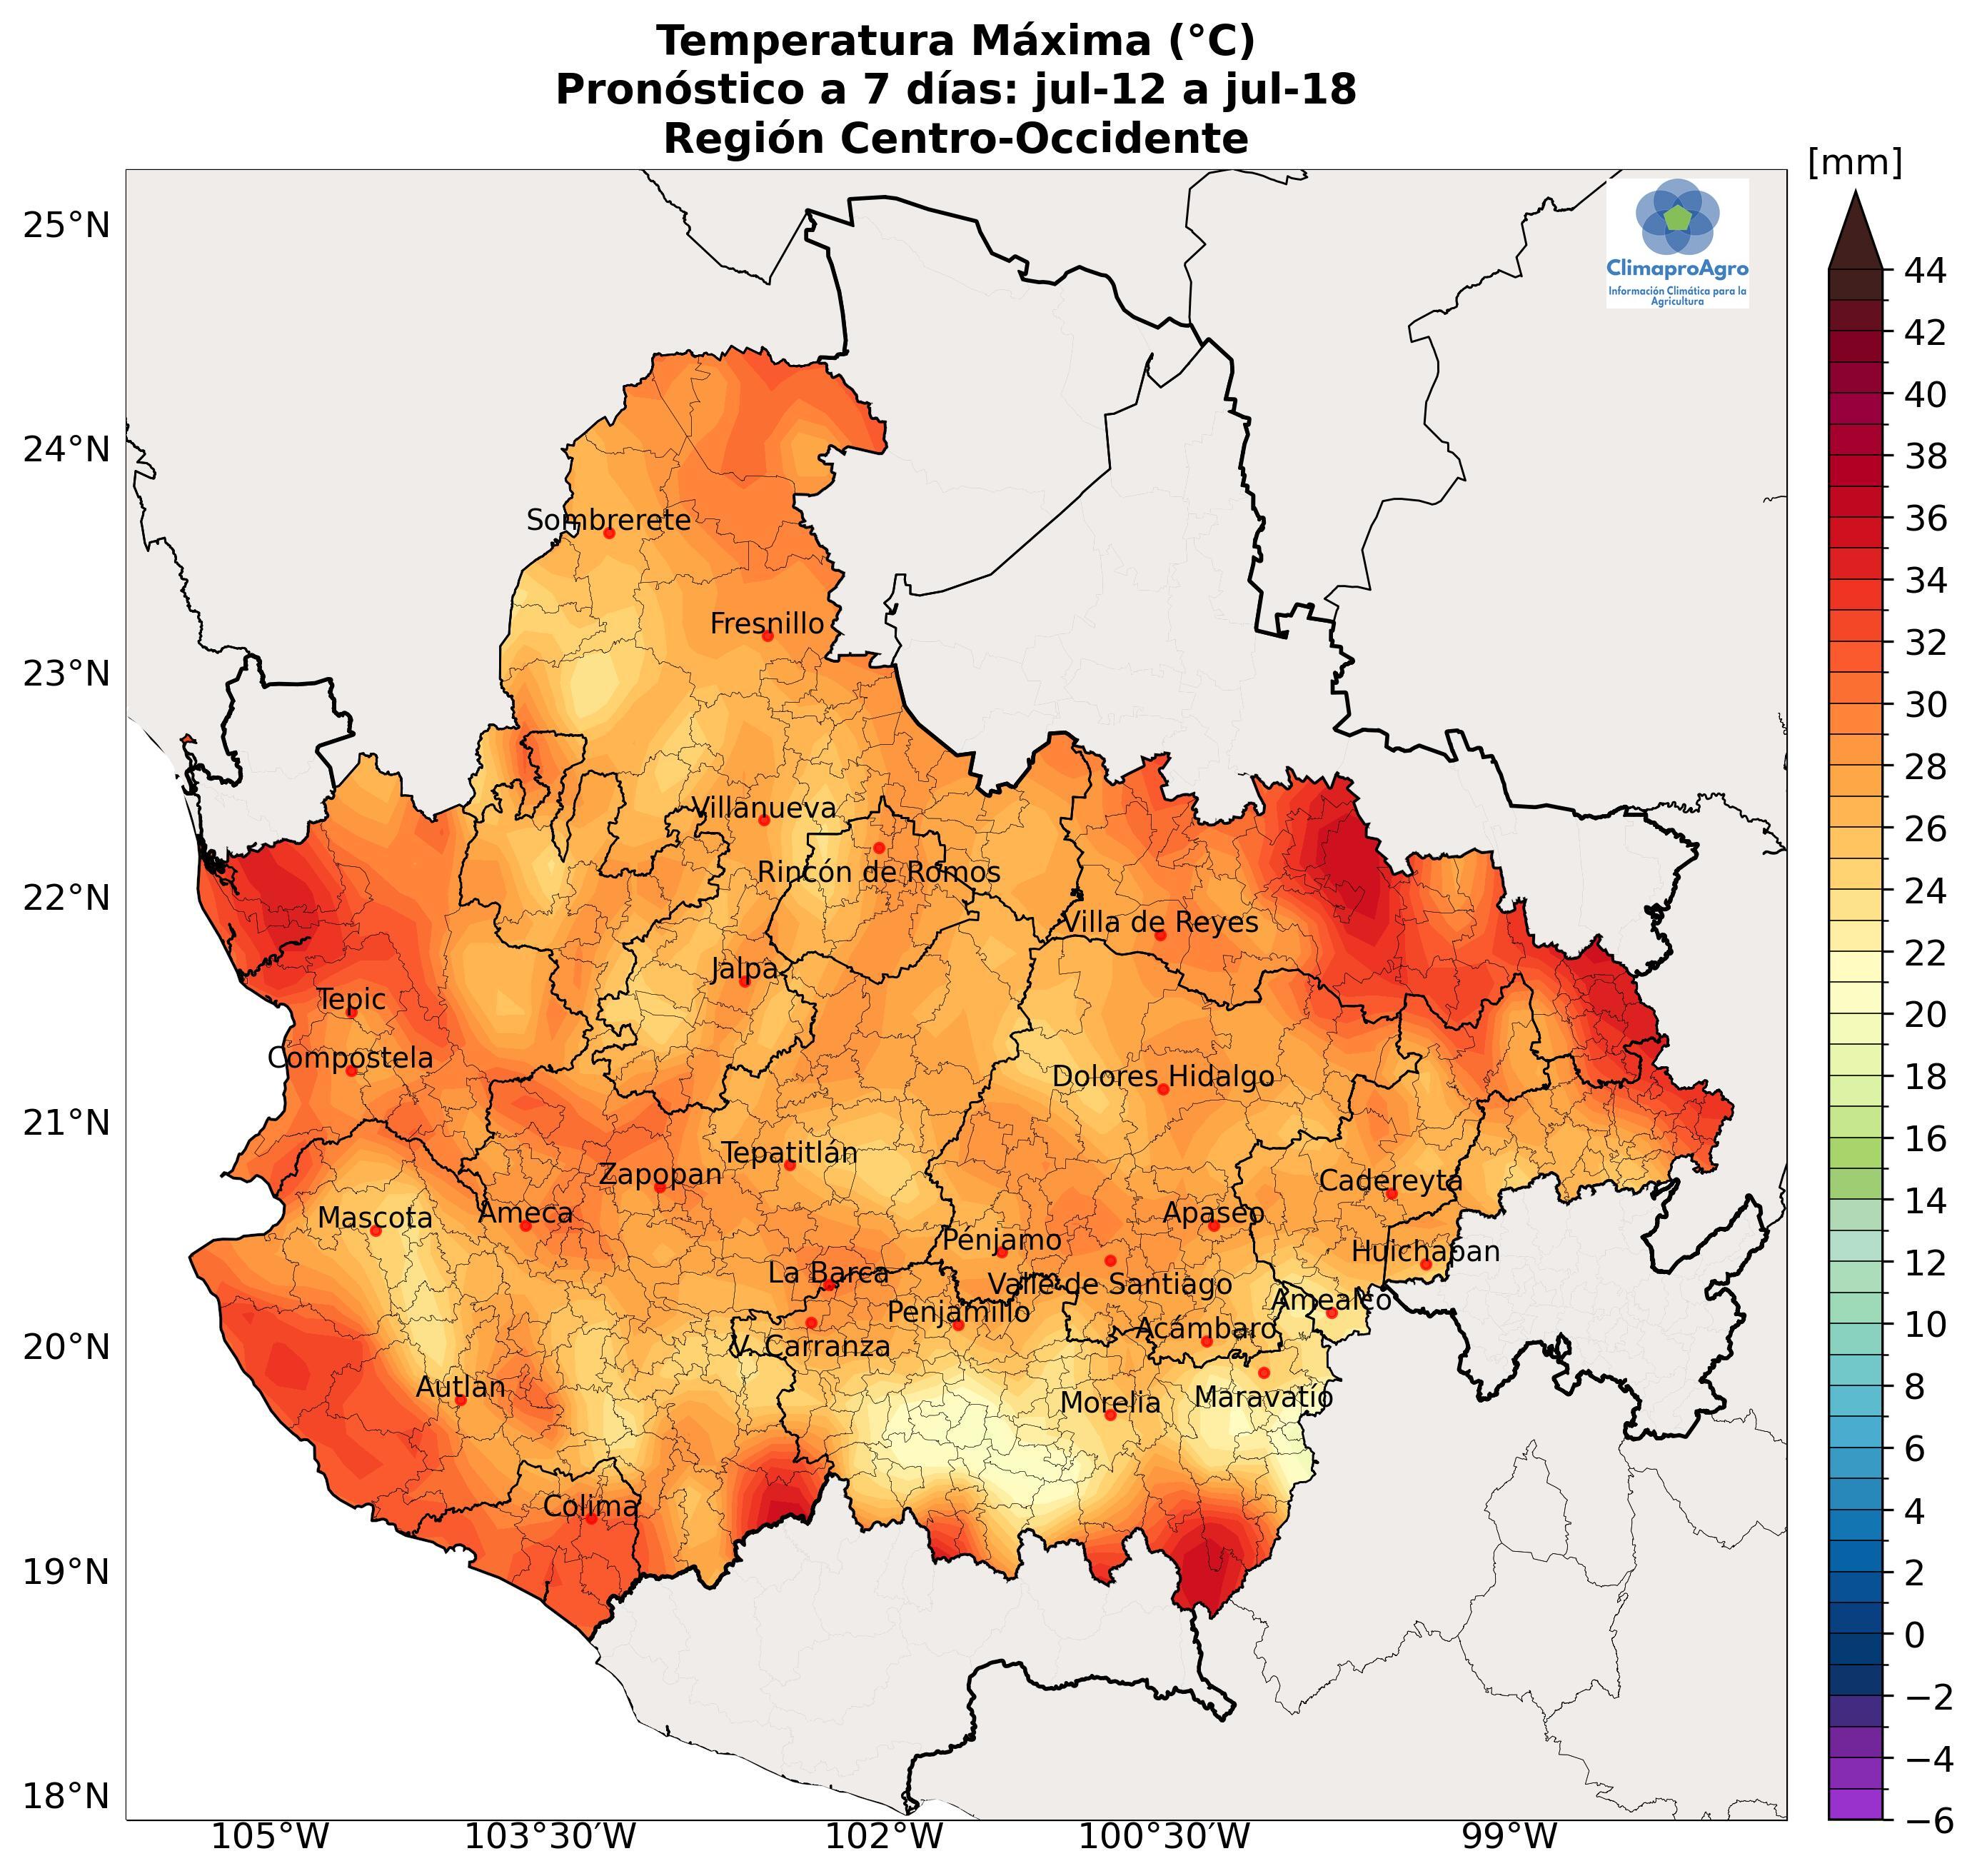 Temperatura Máxima (°C)
Pronóstico a 7 días: jul-12 a jul-18
Región Centro-Occidente
[mm]
ClimaproAgro
Información Climática para la
Agricultura
25°N
24°N
23°N
22°N
21°N
20°N
19°N
18°N
Sombrerete
Fresnillo
Villanueva
Rincón de Romos
Villa de Reyes
Jalpa
Tepic
Compostela
Dolores Hidalgo
Tepatitlán
Zapopan
Cadereyta
Mascota
Ameca
Apaseo
Pénjamo
Huichapan
La Barca
Valle de Santiago
Amealco
Penjamillo
Acámbaro
V. Carranza
Autlan
Morelia
Maravatío
Colima
105°W
103°30′W
102°W
100°30′W
99°W
44
42
40
38
36
34
32
30
28
26
24
22
20
18
16
14
12
10
8
6
4
2
0
−2
−4
−6